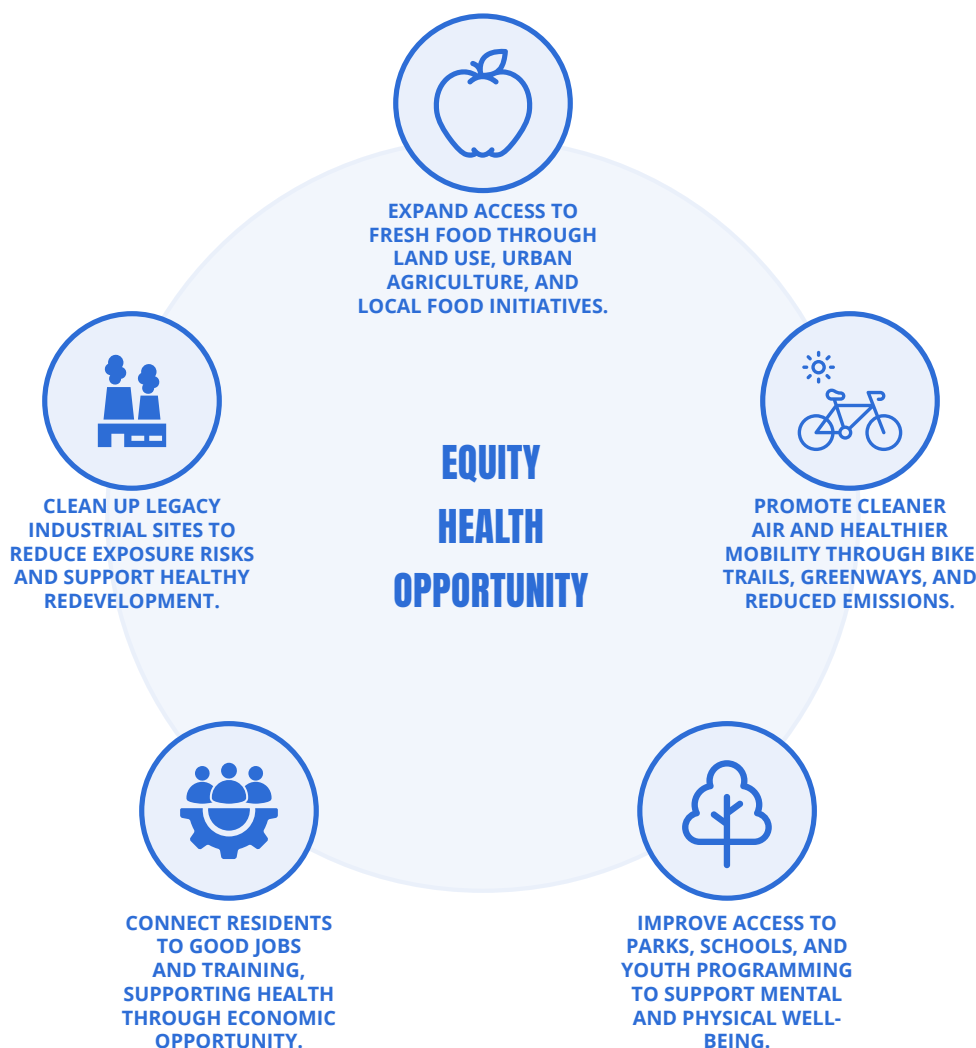 EXPAND ACCESS TO
FRESH FOOD THROUGH
LAND USE, URBAN
AGRICULTURE, AND
LOCAL FOOD INITIATIVES.
CLEAN UP LEGACY
INDUSTRIAL SITES TO
REDUCE EXPOSURE RISKS
AND SUPPORT HEALTHY
REDEVELOPMENT.
EQUITY
HEALTH
OPPORTUNITY
PROMOTE CLEANER
AIR AND HEALTHIER
MOBILITY THROUGH BIKE
TRAILS, GREENWAYS, AND
REDUCED EMISSIONS.
CONNECT RESIDENTS
TO GOOD JOBS
AND TRAINING,
SUPPORTING HEALTH
THROUGH ECONOMIC
OPPORTUNITY.
IMPROVE ACCESS TO
PARKS, SCHOOLS, AND
YOUTH PROGRAMMING
TO SUPPORT MENTAL
AND PHYSICAL WELL-
BEING.